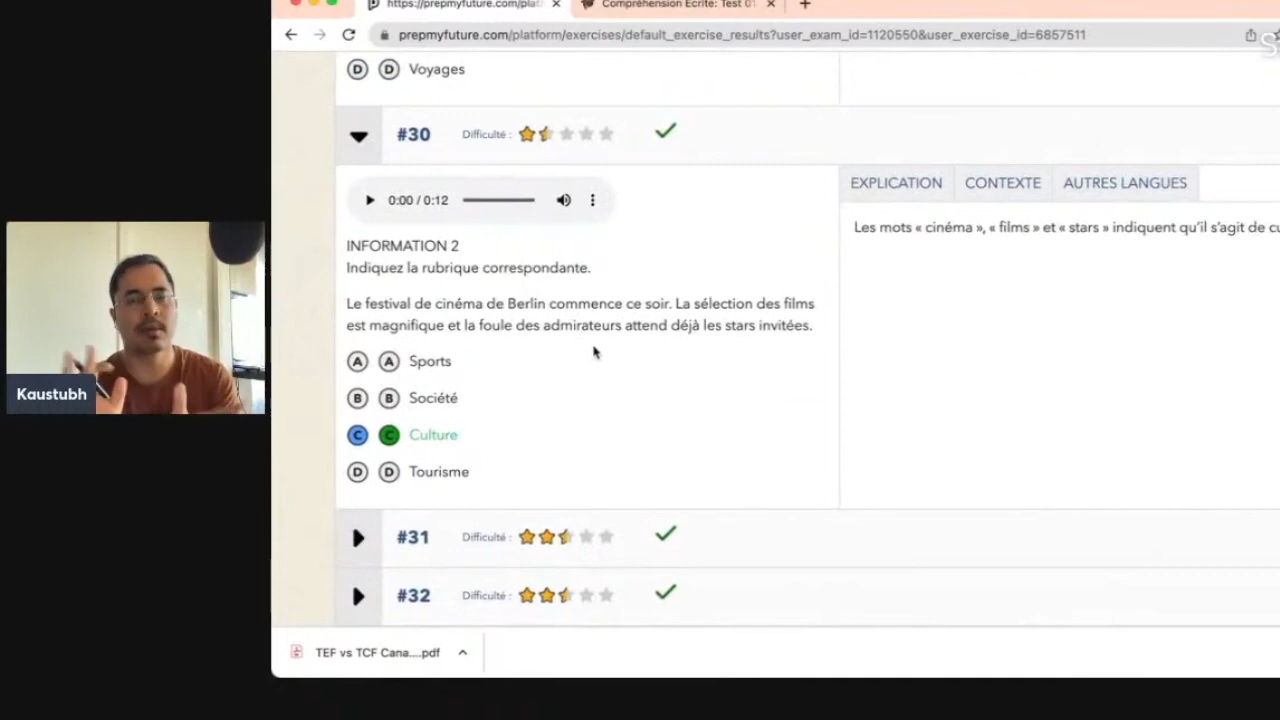 https://prepmyfuture.com/plat
Compréhension Ecrite: Test 01
prepmyfuture.com/platform/exercises/default_exercise_results?user_exam_id=1120550&user_exercise_id=6857511
D D Voyages
#30 Difficulté :
0:00 / 0:12
EXPLICATION CONTEXTE AUTRES LANGUES
Les mots « cinéma », « films » et « stars » indiquent qu'il s'agit de
INFORMATION 2
Indiquez la rubrique correspondante.
Le festival de cinéma de Berlin commence ce soir. La sélection des films
est magnifique et la foule des admirateurs attend déjà les stars invitées.
A A Sports
B B Société
C C Culture
D D Tourisme
#31 Difficulté :
#32 Difficulté :
TEF vs TCF Cana....pdf
Kaustubh